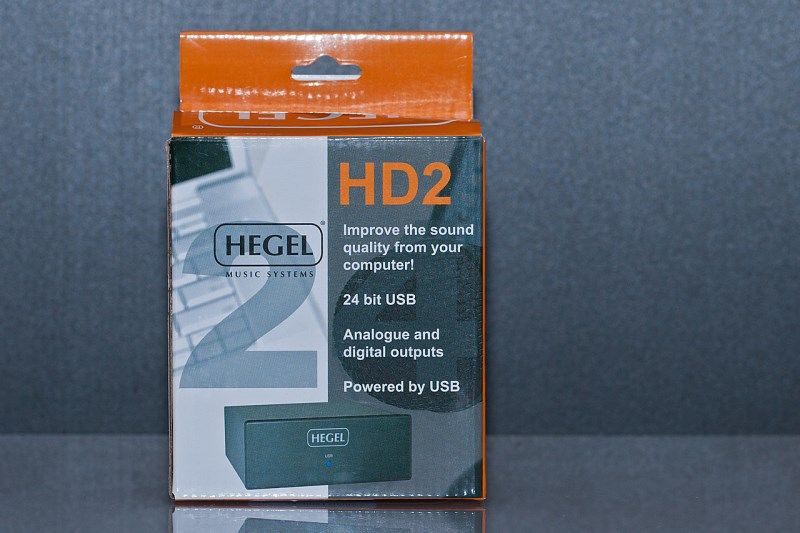 HD2
Improve the sound
quality from your
computer!
24 bit USB
Analogue and
digital outputs
Powered by USB
2
HEGEL®
MUSIC SYSTEMS
HEGEL
USB